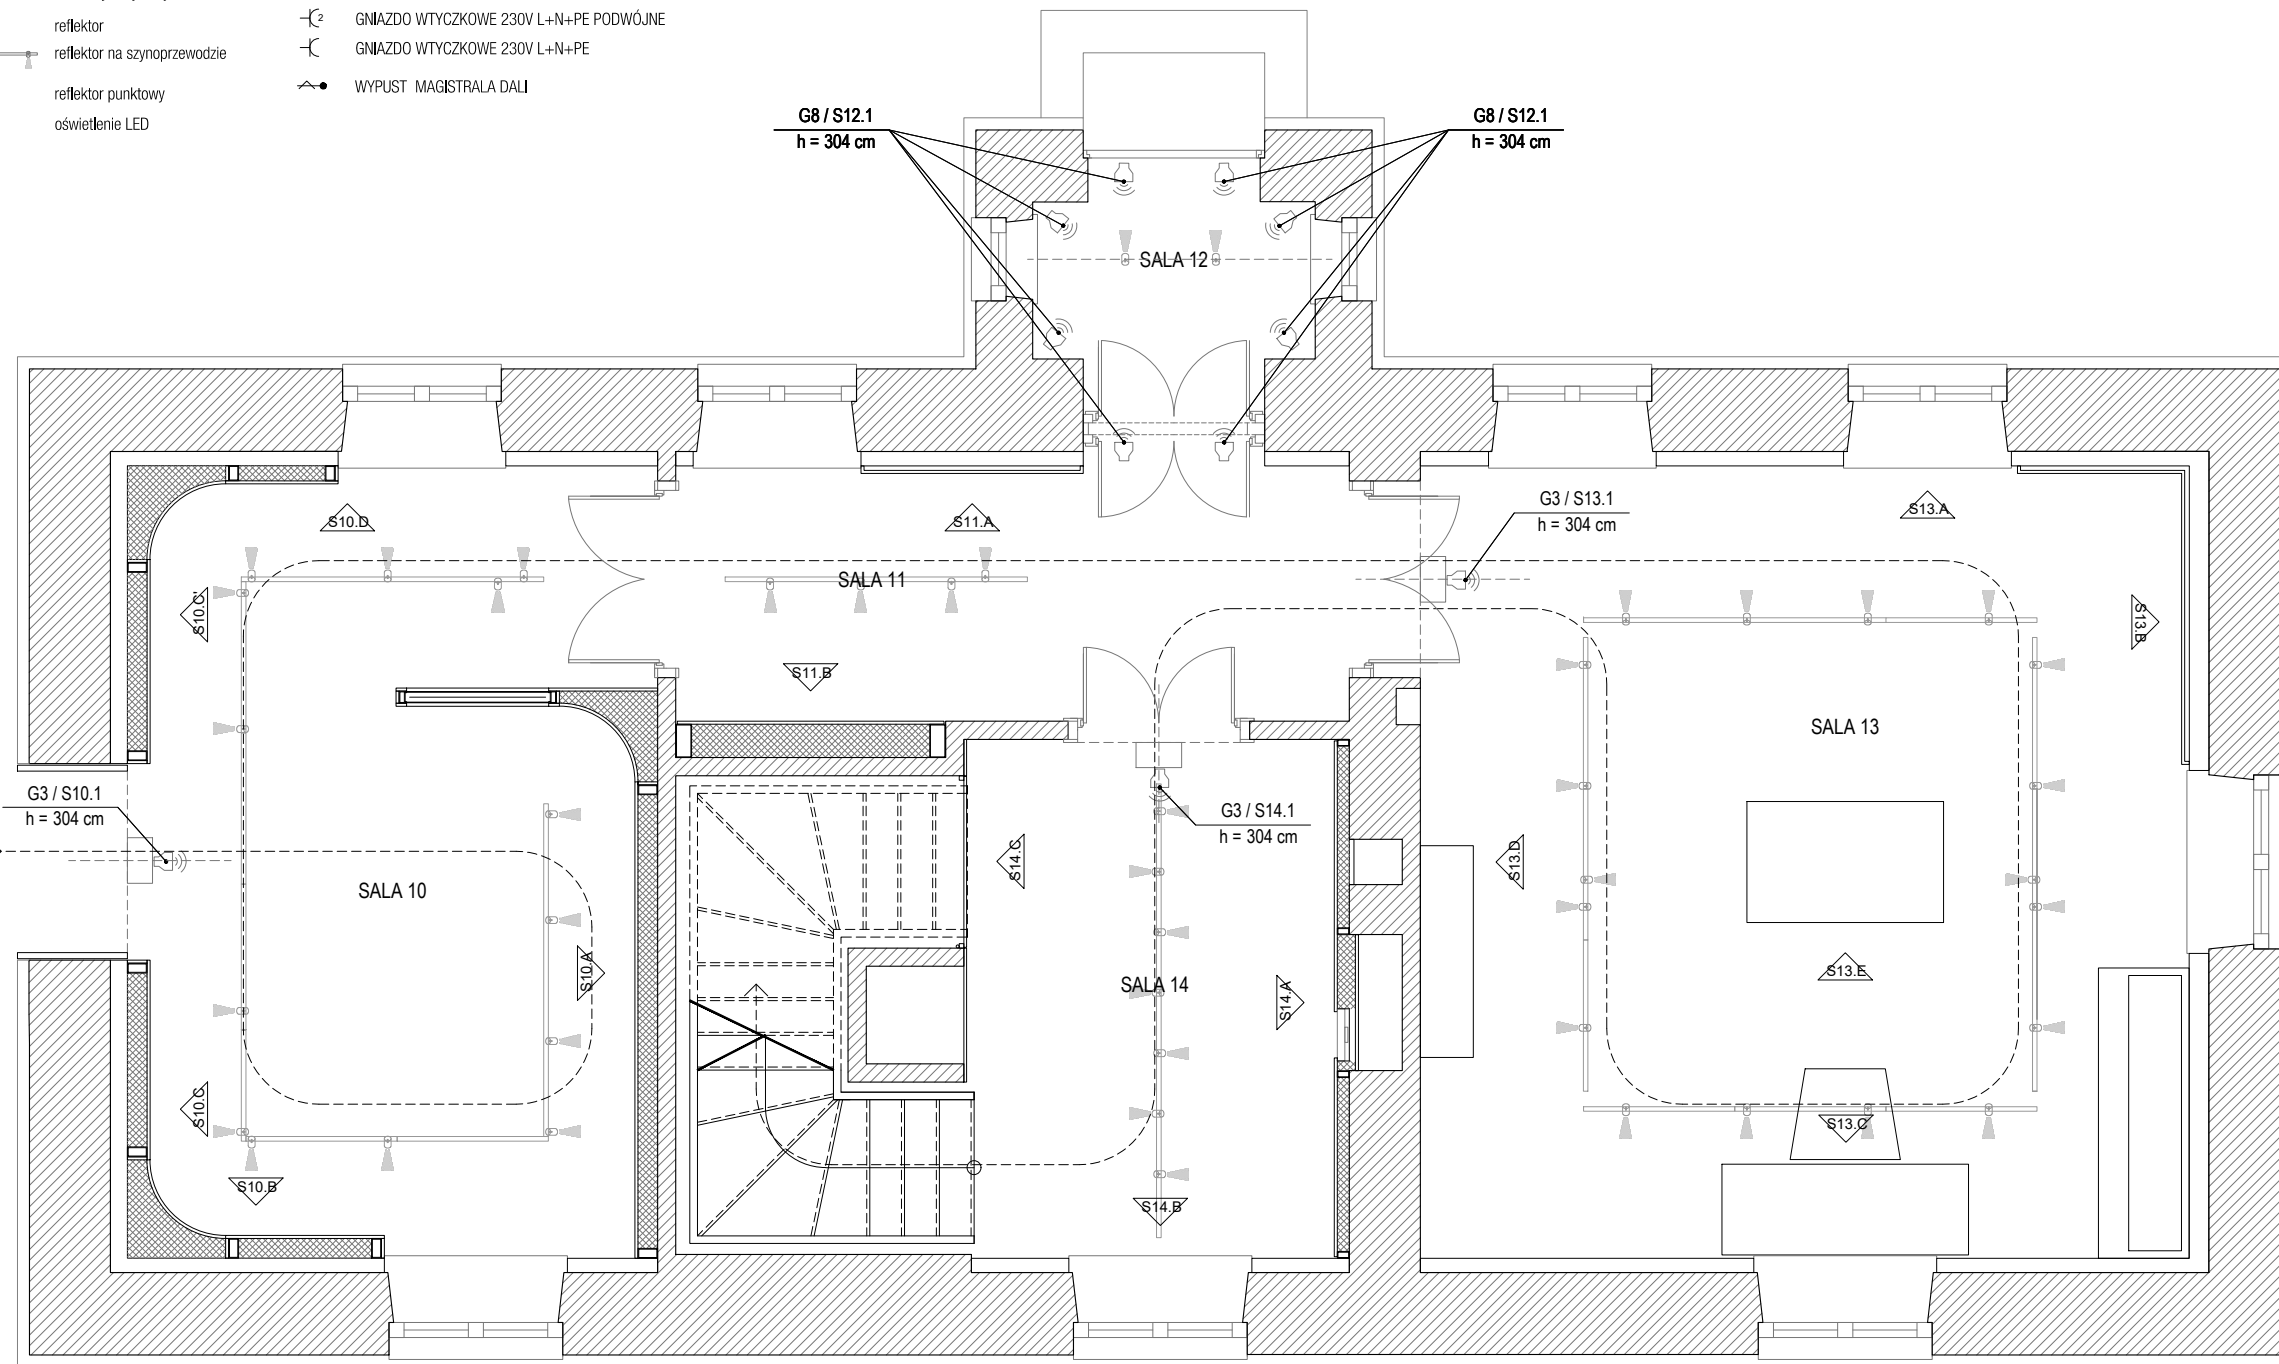 reflektor
reflektor na szynoprzewodzie
reflektor punktowy
oświetlenie LED
2 GNIAZDO WTYCZKOWE 230V L+N+PE PODWÓJNE
GNIAZDO WTYCZKOWE 230V L+N+PE
WYPUST MAGISTRALA DALI
G8 / S12.1
h = 304 cm
G8 / S12.1
h = 304 cm
SALA 12
G3 / S13.1
h = 304 cm
S10.D
S11.A
S13.A
SALA 11
S10.C'
S13.B
S11.B
SALA 13
G3 / S10.1
h = 304 cm
G3 / S14.1
h = 304 cm
S14.C
S13.D
SALA 10
S10.A
SALA 14
S14.A
S13.E
S10.C
S13.C
S10.B
S14.B